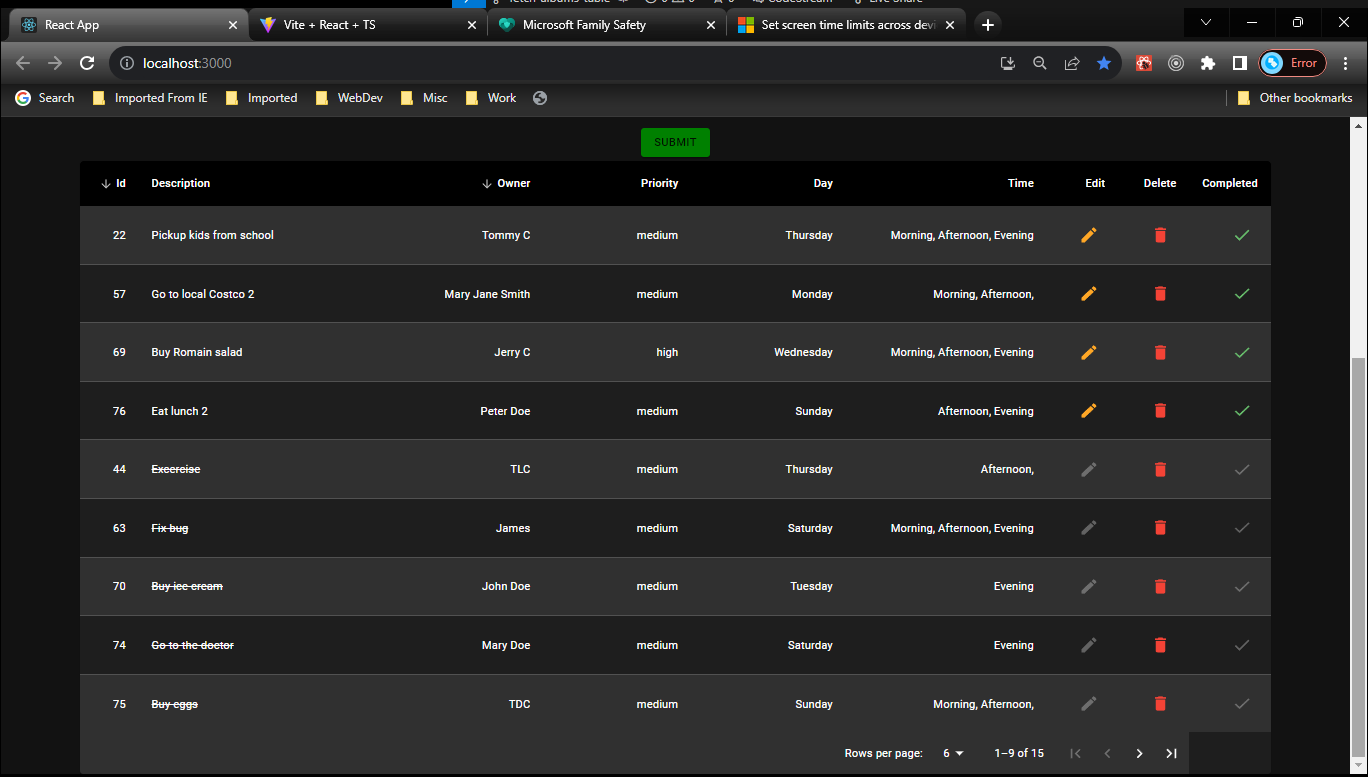 fetch-albums-table
CodeStream
Live Share
React App
Vite + React + TS
Microsoft Family Safety
Set screen time limits across devi
localhost:3000
Error
Search
Imported From IE
Imported
WebDev
Misc
Work
Other bookmarks
SUBMIT
Id Description Owner Priority Day Time Edit Delete Completed
22 Pickup kids from school Tommy C medium Thursday Morning, Afternoon, Evening
57 Go to local Costco 2 Mary Jane Smith medium Monday Morning, Afternoon,
69 Buy Romain salad Jerry C high Wednesday Morning, Afternoon, Evening
76 Eat lunch 2 Peter Doe medium Sunday Afternoon, Evening
44 Excercise TLC medium Thursday Afternoon,
63 Fix bug James medium Saturday Morning, Afternoon, Evening
70 Buy ice cream John Doe medium Tuesday Evening
74 Go to the doctor Mary Doe medium Saturday Evening
75 Buy eggs TDC medium Sunday Morning, Afternoon,
Rows per page: 6 1–9 of 15